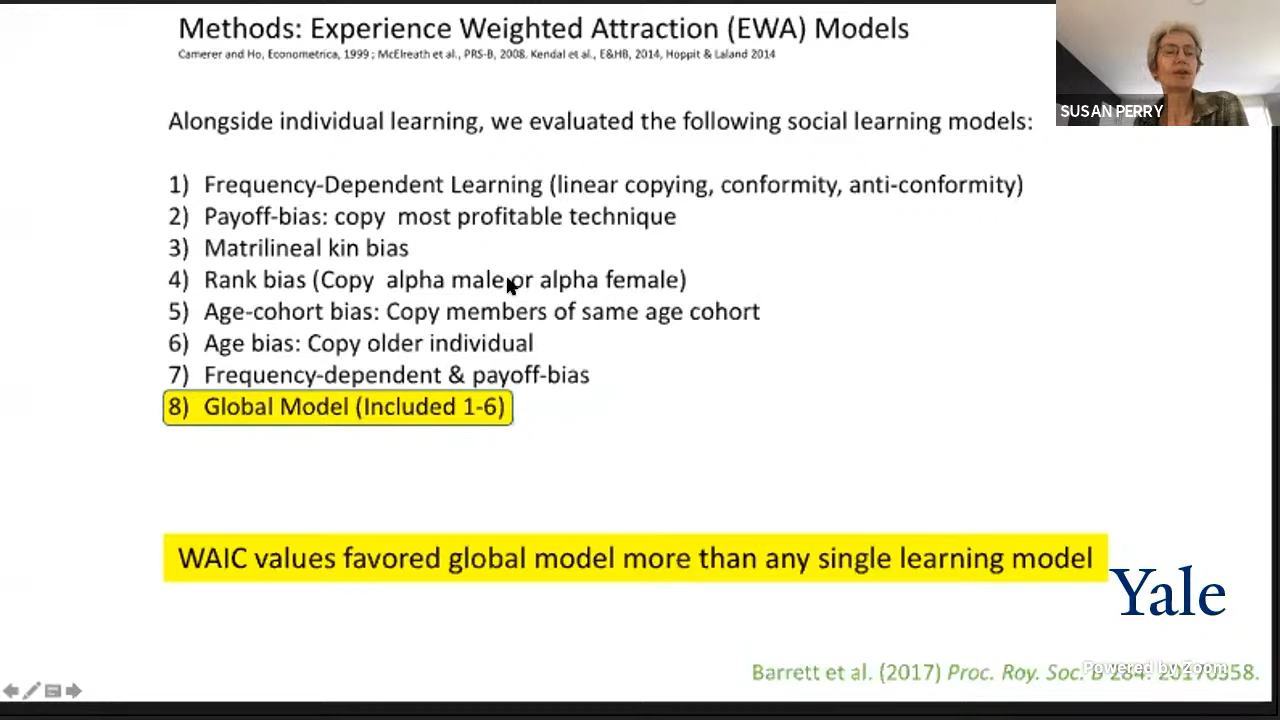 Methods: Experience Weighted Attraction (EWA) Models
Camerer and Ho, Econometrica, 1999 ; McElreath et al., PRS-B, 2008. Kendal et al., E&HB, 2014, Hoppit & Laland 2014
SUSAN PERRY
Alongside individual learning, we evaluated the following social learning models:
1) Frequency-Dependent Learning (linear copying, conformity, anti-conformity)
2) Payoff-bias: copy most profitable technique
3) Matrilineal kin bias
4) Rank bias (Copy alpha male or alpha female)
5) Age-cohort bias: Copy members of same age cohort
6) Age bias: Copy older individual
7) Frequency-dependent & payoff-bias
8) Global Model (Included 1-6)
WAIC values favored global model more than any single learning model
Yale
Barrett et al. (2017) Proc. Roy. Soc. B 284: 20170358.
Powered by Zoom